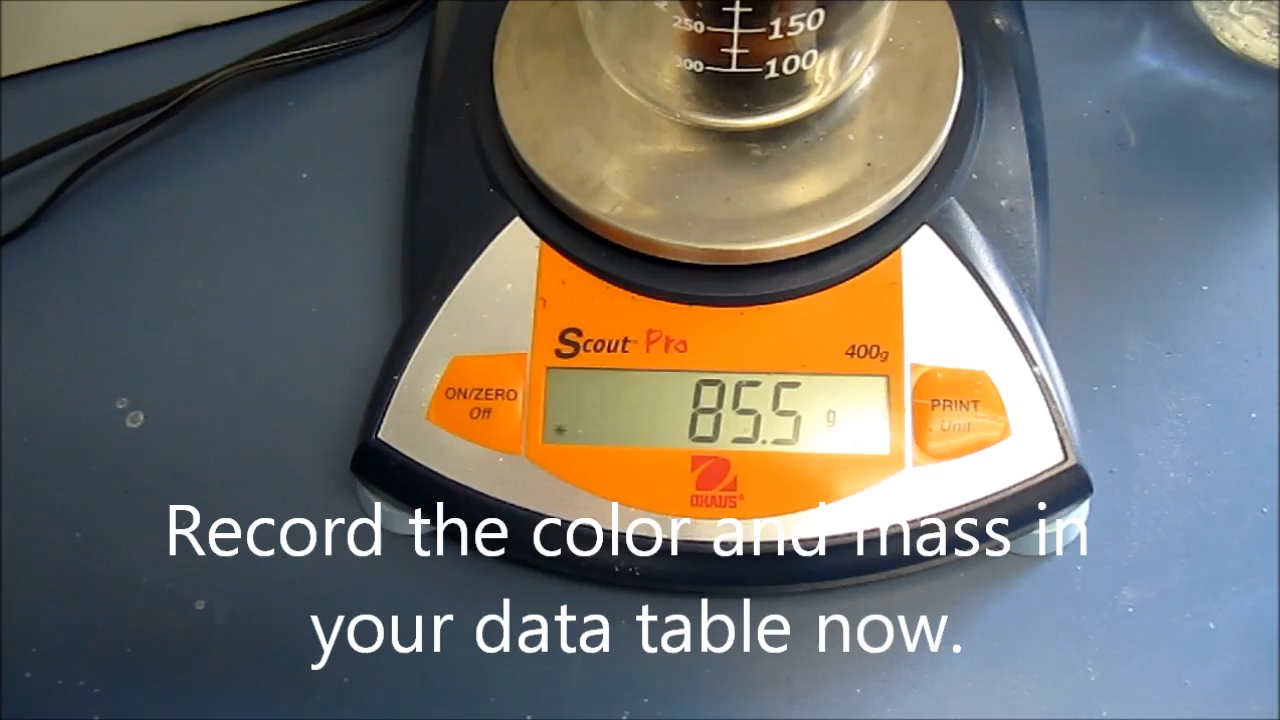 250 150
300 100
Scout™ Pro
400g
ON/ZERO
Off
85.5 g
PRINT
Unit
OHAUS®
Record the color and mass in
your data table now.